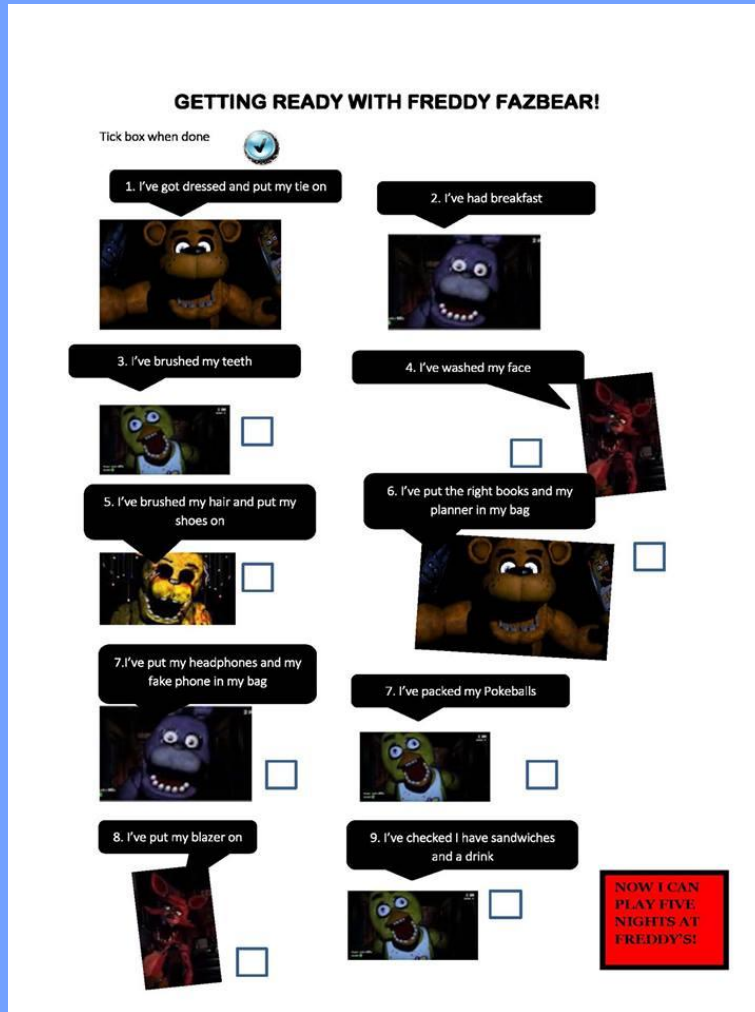 GETTING READY WITH FREDDY FAZBEAR!
Tick box when done
1. I've got dressed and put my tie on
2. I've had breakfast
3. I've brushed my teeth
4. I've washed my face
5. I've brushed my hair and put my
shoes on
6. I've put the right books and my
planner in my bag
7.I've put my headphones and my
fake phone in my bag
7. I've packed my Pokeballs
8. I've put my blazer on
9. I've checked I have sandwiches
and a drink
NOW I CAN
PLAY FIVE
NIGHTS AT
FREDDY'S!